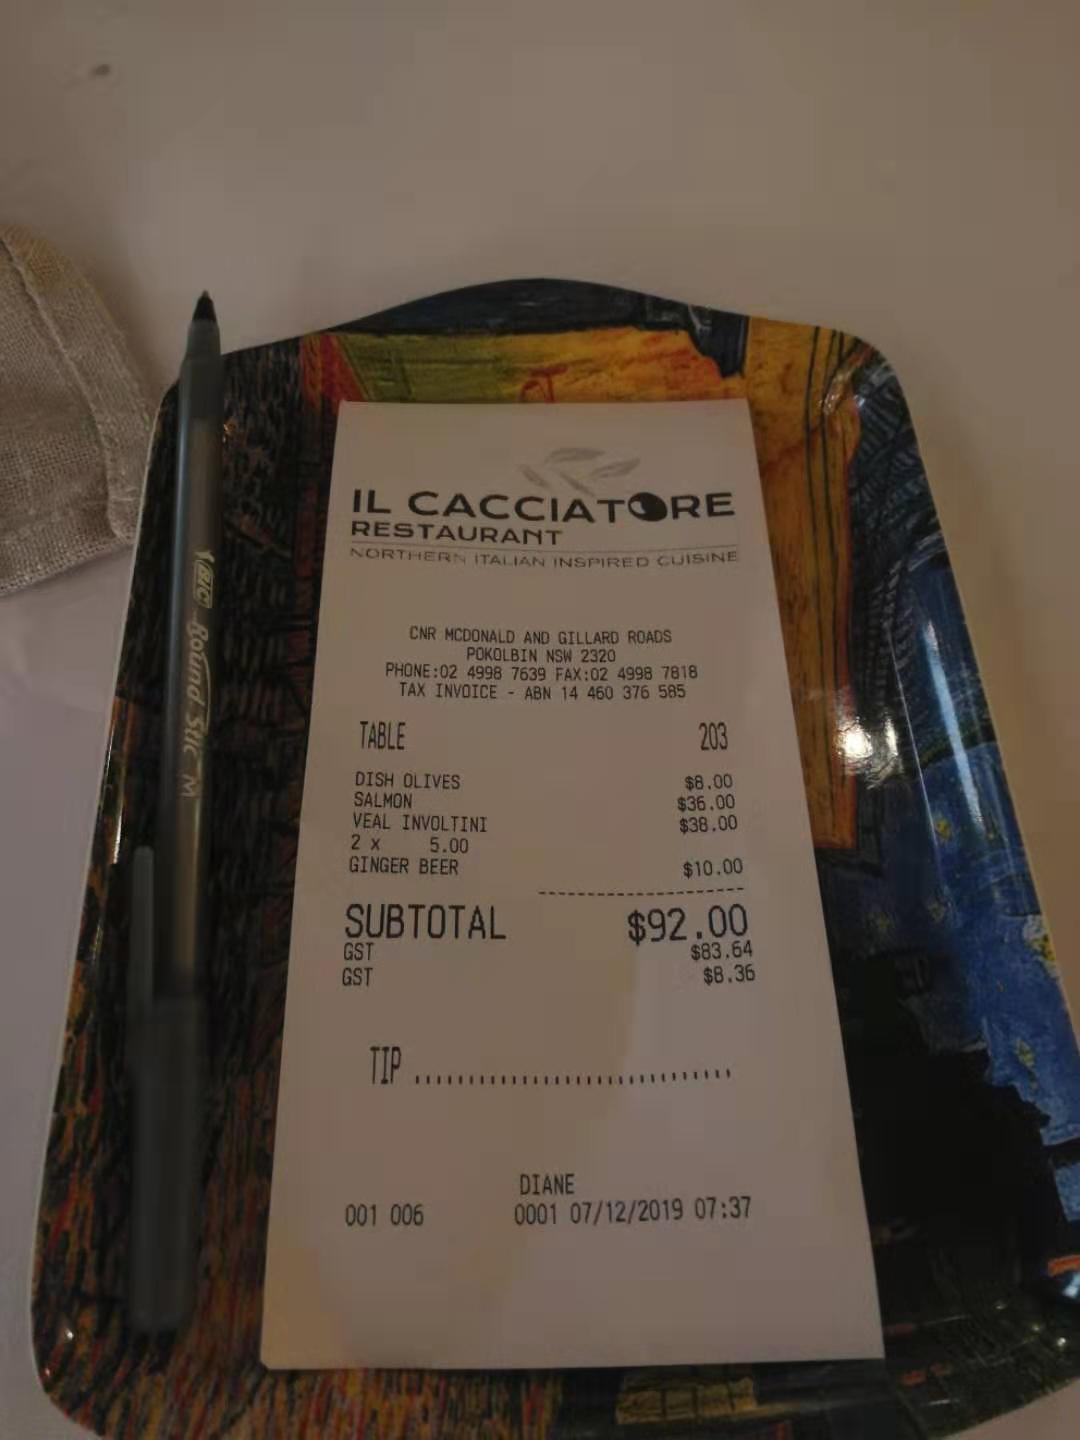 IL CACCIATORE
RESTAURANT
NORTHERN ITALIAN INSPIRED CUISINE
CNR MCDONALD AND GILLARD ROADS
POKOLBIN NSW 2320
PHONE:02 4998 7639 FAX:02 4998 7818
TAX INVOICE - ABN 14 460 376 585
TABLE 203
DISH OLIVES $8.00
SALMON $36.00
VEAL INVOLTINI $38.00
2 x 5.00
GINGER BEER $10.00
SUBTOTAL $92.00
GST $83.64
GST $8.36
TIP ................................
DIANE
001 006 0001 07/12/2019 07:37
BIC Round Stic M